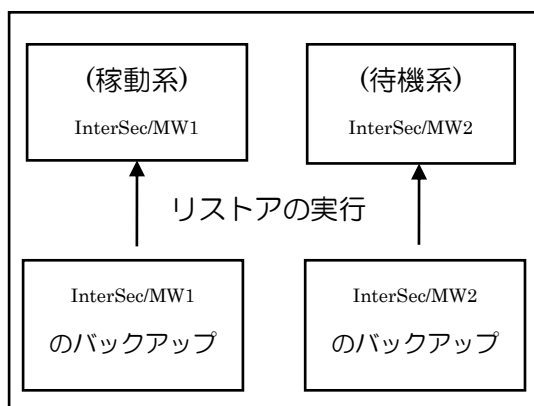 (稼動系)
InterSec/MW1
(待機系)
InterSec/MW2
リストアの実行
InterSec/MW1
のバックアップ
InterSec/MW2
のバックアップ